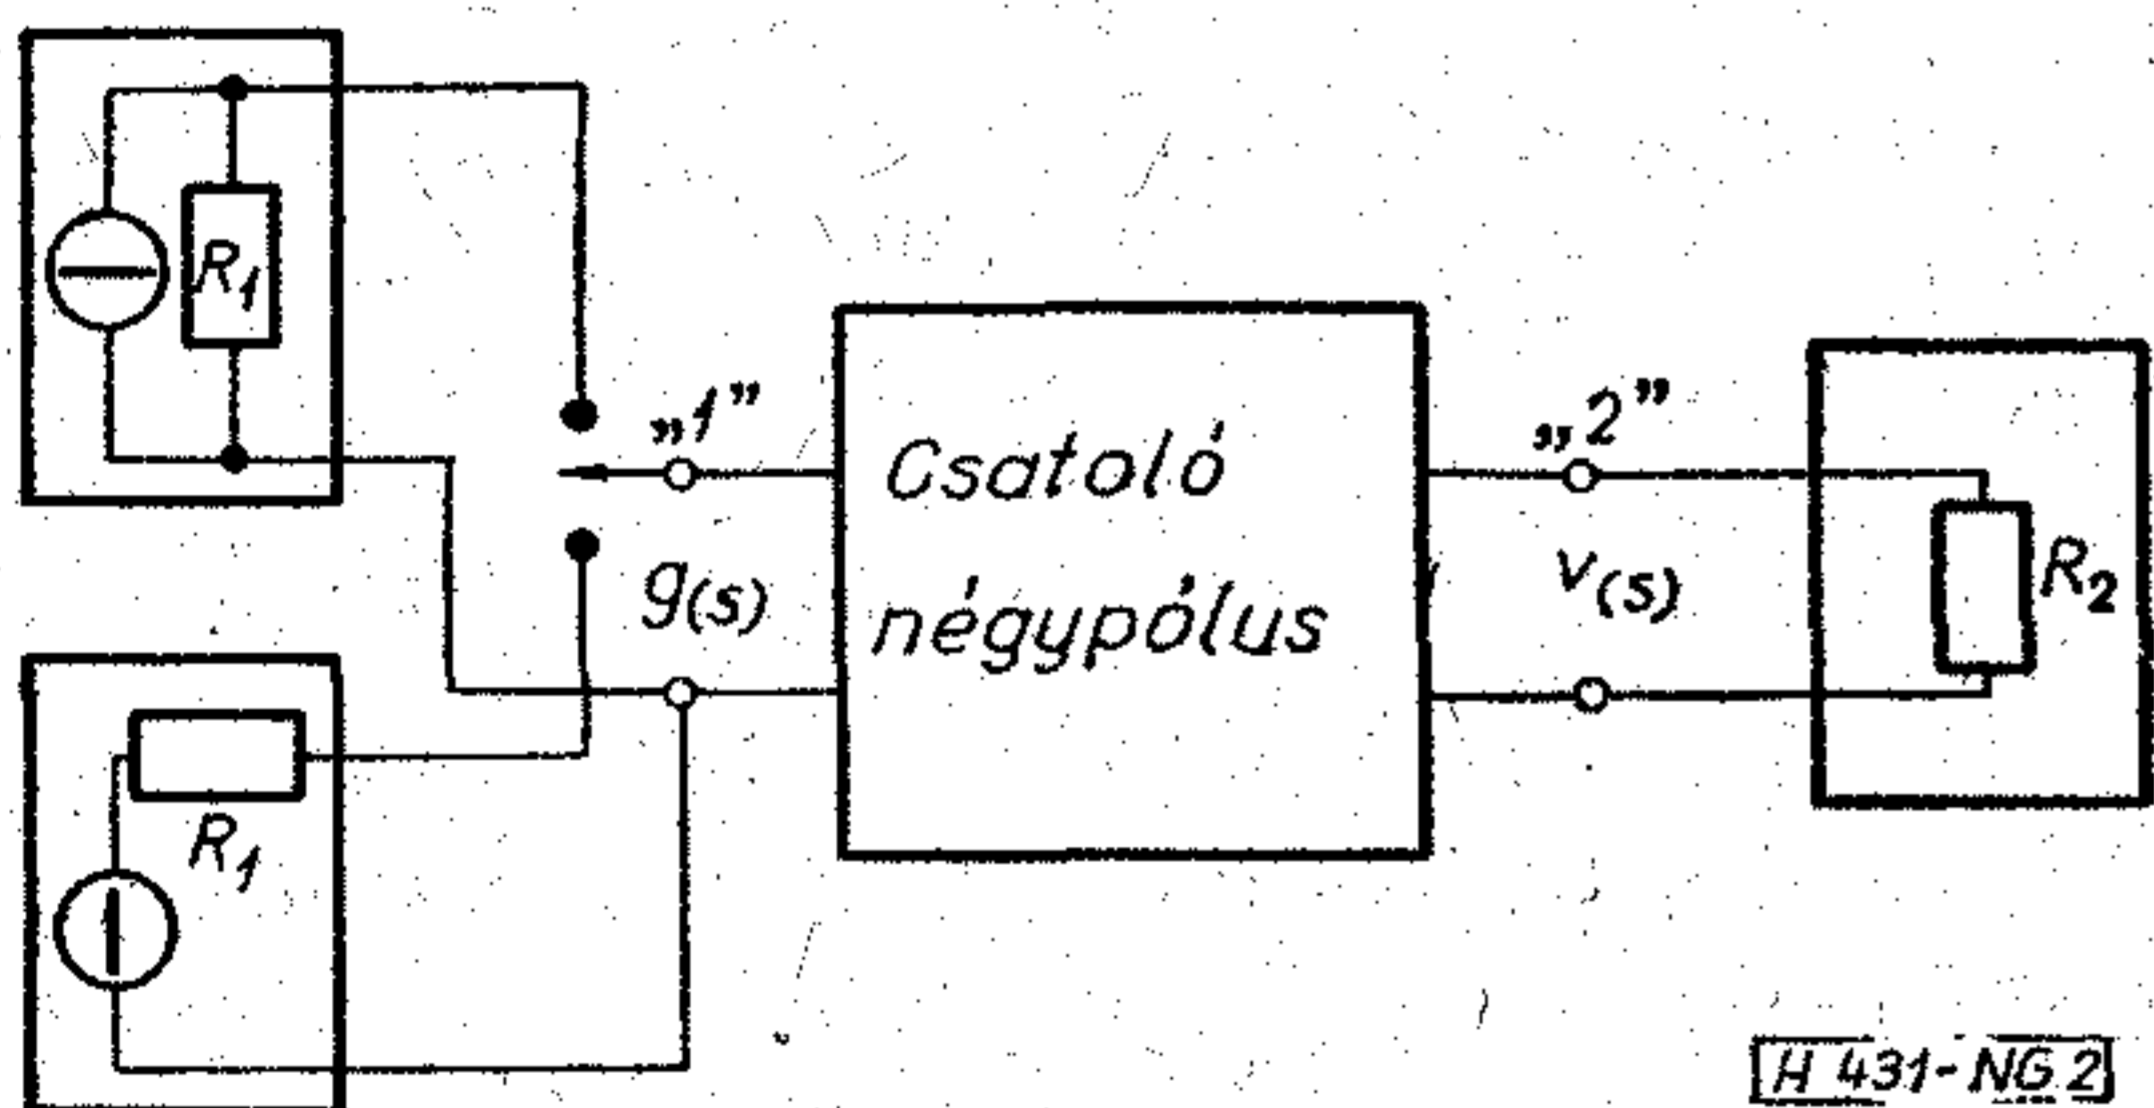 R1
„1”
g(s)
Csatoló
négypólus
„2”
v(s)
R2
R1
H 431-NG 2